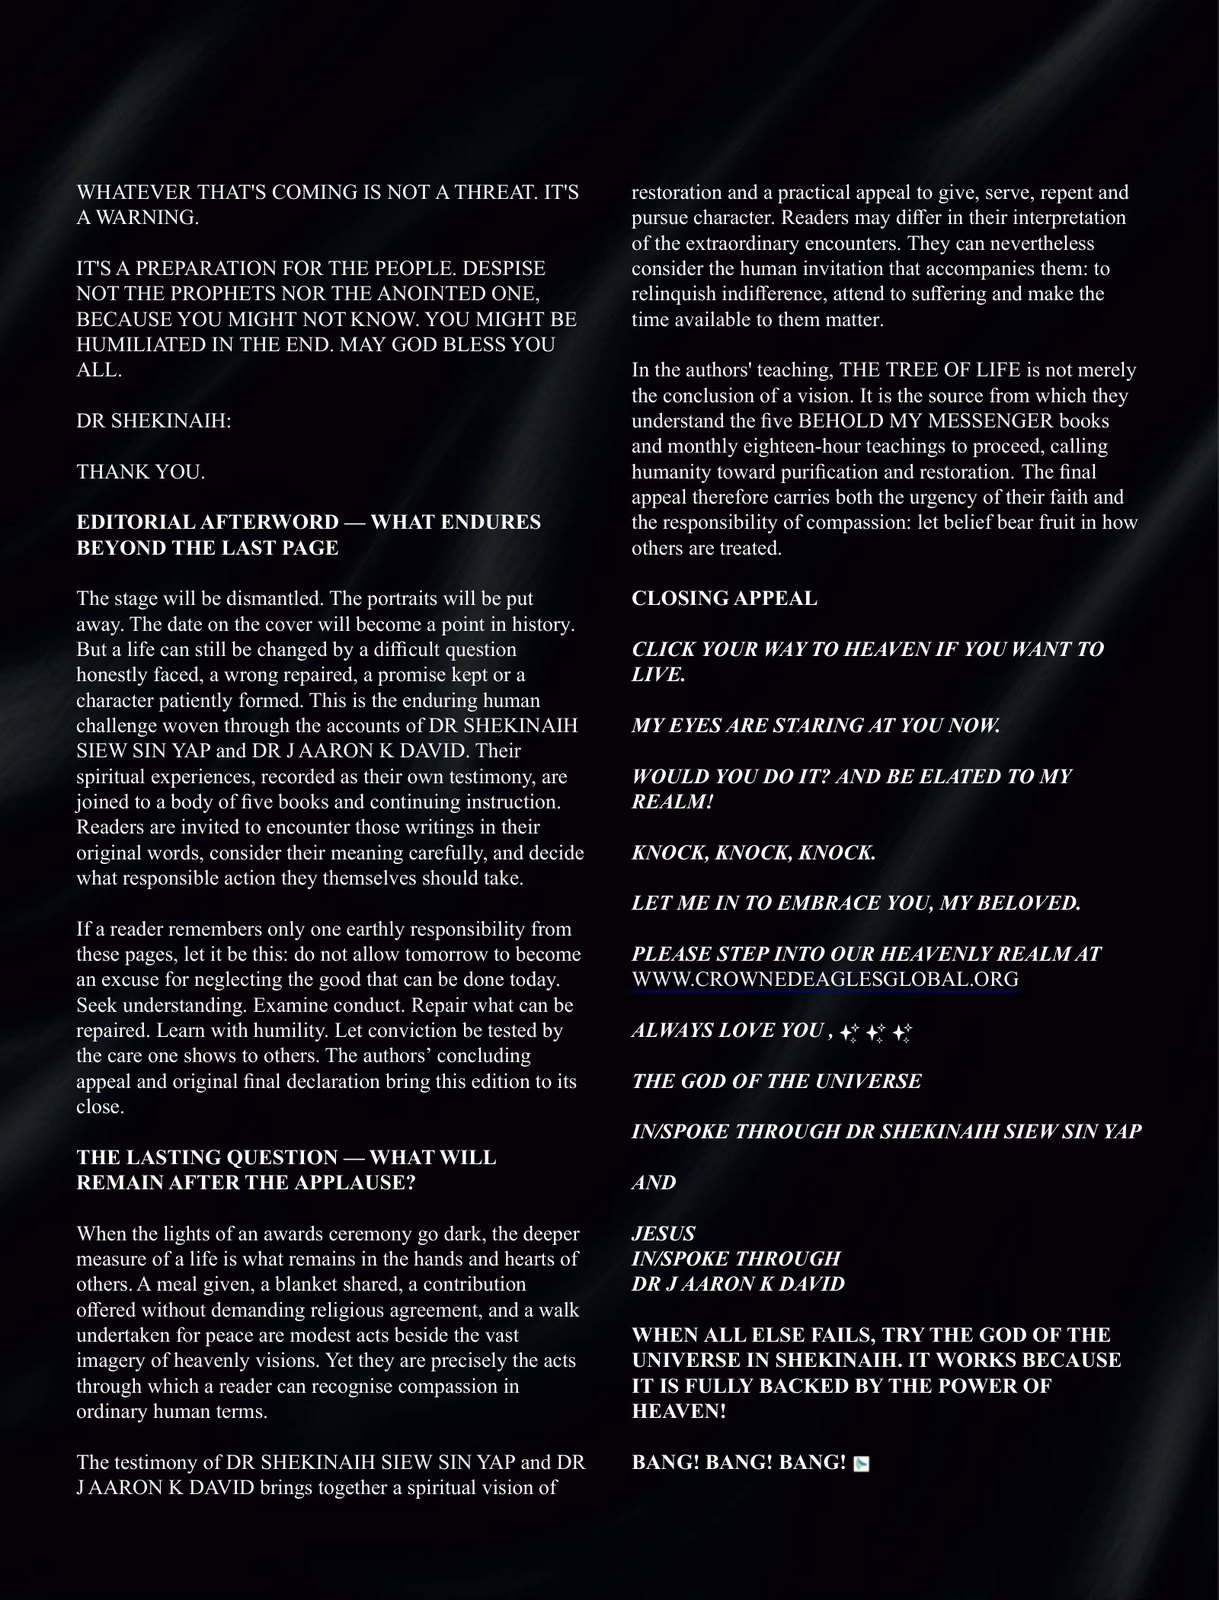 WHATEVER THAT'S COMING IS NOT A THREAT. IT'S
A WARNING.
IT'S A PREPARATION FOR THE PEOPLE. DESPISE
NOT THE PROPHETS NOR THE ANOINTED ONE,
BECAUSE YOU MIGHT NOT KNOW. YOU MIGHT BE
HUMILIATED IN THE END. MAY GOD BLESS YOU
ALL.
DR SHEKINAIH:
THANK YOU.
EDITORIAL AFTERWORD — WHAT ENDURES
BEYOND THE LAST PAGE
The stage will be dismantled. The portraits will be put
away. The date on the cover will become a point in history.
But a life can still be changed by a difficult question
honestly faced, a wrong repaired, a promise kept or a
character patiently formed. This is the enduring human
challenge woven through the accounts of DR SHEKINAIH
SIEW SIN YAP and DR J AARON K DAVID. Their
spiritual experiences, recorded as their own testimony, are
joined to a body of five books and continuing instruction.
Readers are invited to encounter those writings in their
original words, consider their meaning carefully, and decide
what responsible action they themselves should take.
If a reader remembers only one earthly responsibility from
these pages, let it be this: do not allow tomorrow to become
an excuse for neglecting the good that can be done today.
Seek understanding. Examine conduct. Repair what can be
repaired. Learn with humility. Let conviction be tested by
the care one shows to others. The authors’ concluding
appeal and original final declaration bring this edition to its
close.
THE LASTING QUESTION — WHAT WILL
REMAIN AFTER THE APPLAUSE?
When the lights of an awards ceremony go dark, the deeper
measure of a life is what remains in the hands and hearts of
others. A meal given, a blanket shared, a contribution
offered without demanding religious agreement, and a walk
undertaken for peace are modest acts beside the vast
imagery of heavenly visions. Yet they are precisely the acts
through which a reader can recognise compassion in
ordinary human terms.
The testimony of DR SHEKINAIH SIEW SIN YAP and DR
J AARON K DAVID brings together a spiritual vision of
restoration and a practical appeal to give, serve, repent and
pursue character. Readers may differ in their interpretation
of the extraordinary encounters. They can nevertheless
consider the human invitation that accompanies them: to
relinquish indifference, attend to suffering and make the
time available to them matter.
In the authors' teaching, THE TREE OF LIFE is not merely
the conclusion of a vision. It is the source from which they
understand the five BEHOLD MY MESSENGER books
and monthly eighteen-hour teachings to proceed, calling
humanity toward purification and restoration. The final
appeal therefore carries both the urgency of their faith and
the responsibility of compassion: let belief bear fruit in how
others are treated.
CLOSING APPEAL
CLICK YOUR WAY TO HEAVEN IF YOU WANT TO
LIVE.
MY EYES ARE STARING AT YOU NOW.
WOULD YOU DO IT? AND BE ELATED TO MY
REALM!
KNOCK, KNOCK, KNOCK.
LET ME IN TO EMBRACE YOU, MY BELOVED.
PLEASE STEP INTO OUR HEAVENLY REALM AT
WWW.CROWNEDEAGLESGLOBAL.ORG
ALWAYS LOVE YOU , ✨ ✨ ✨
THE GOD OF THE UNIVERSE
IN/SPOKE THROUGH DR SHEKINAIH SIEW SIN YAP
AND
JESUS
IN/SPOKE THROUGH
DR J AARON K DAVID
WHEN ALL ELSE FAILS, TRY THE GOD OF THE
UNIVERSE IN SHEKINAIH. IT WORKS BECAUSE
IT IS FULLY BACKED BY THE POWER OF
HEAVEN!
BANG! BANG! BANG!